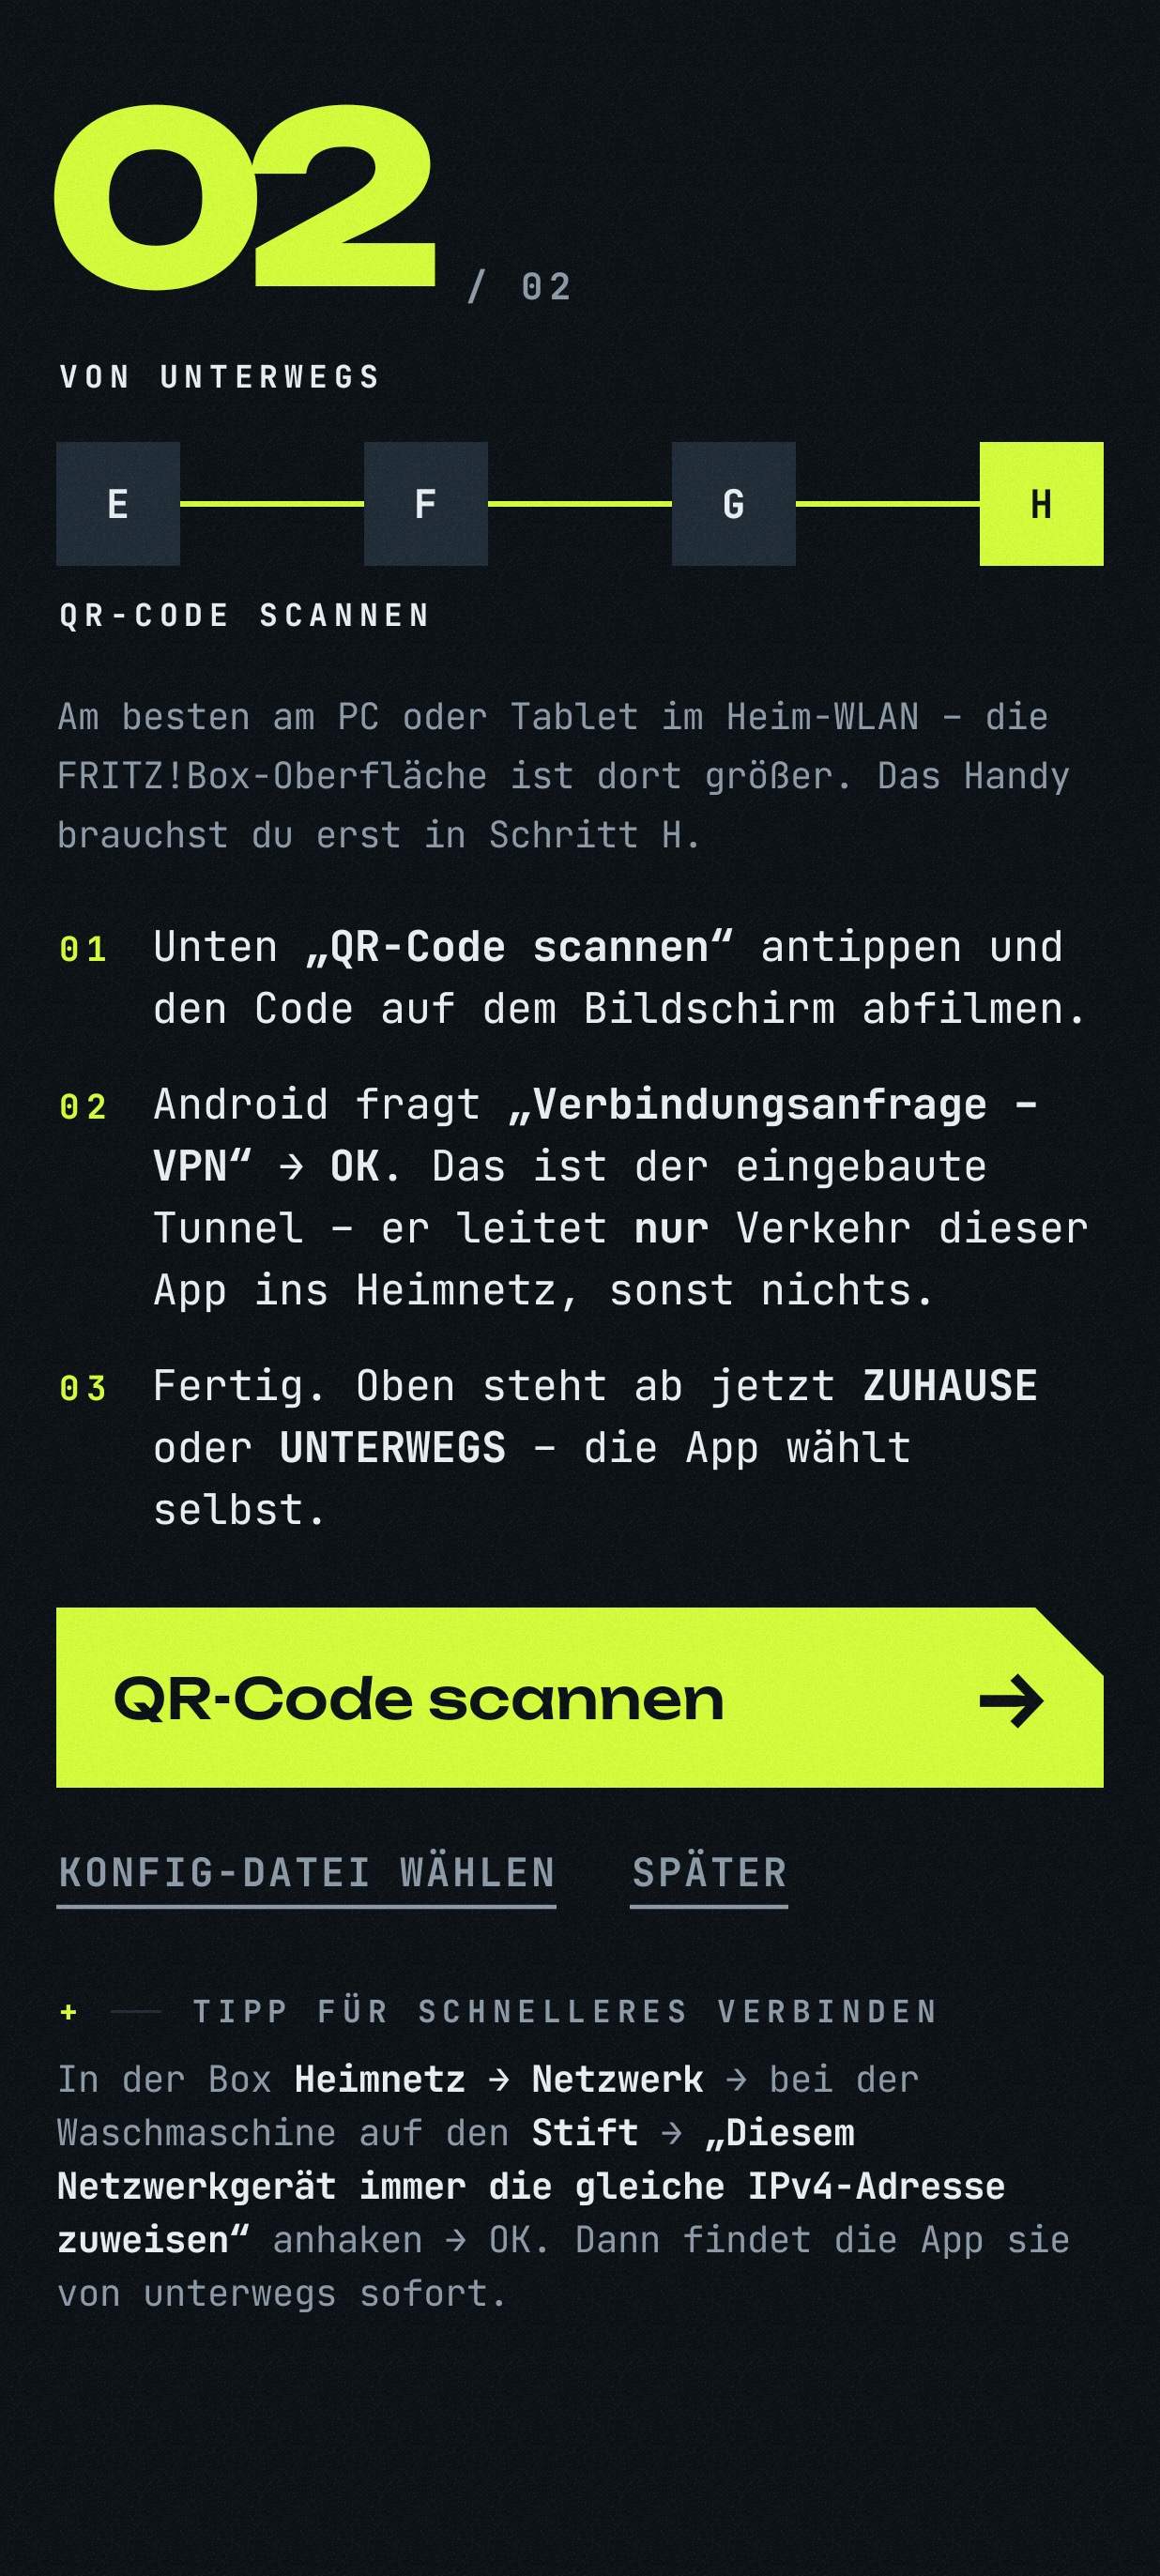 02 / 02
VON UNTERWEGS
E F G H
QR-CODE SCANNEN
Am besten am PC oder Tablet im Heim-WLAN – die
FRITZ!Box-Oberfläche ist dort größer. Das Handy
brauchst du erst in Schritt H.
01 Unten „QR-Code scannen“ antippen und
den Code auf dem Bildschirm abfilmen.
02 Android fragt „Verbindungsanfrage –
VPN“ → OK. Das ist der eingebaute
Tunnel – er leitet nur Verkehr dieser
App ins Heimnetz, sonst nichts.
03 Fertig. Oben steht ab jetzt ZUHAUSE
oder UNTERWEGS – die App wählt
selbst.
QR-Code scannen →
KONFIG-DATEI WÄHLEN SPÄTER
+ — TIPP FÜR SCHNELLERES VERBINDEN
In der Box Heimnetz → Netzwerk → bei der
Waschmaschine auf den Stift → „Diesem
Netzwerkgerät immer die gleiche IPv4-Adresse
zuweisen“ anhaken → OK. Dann findet die App sie
von unterwegs sofort.